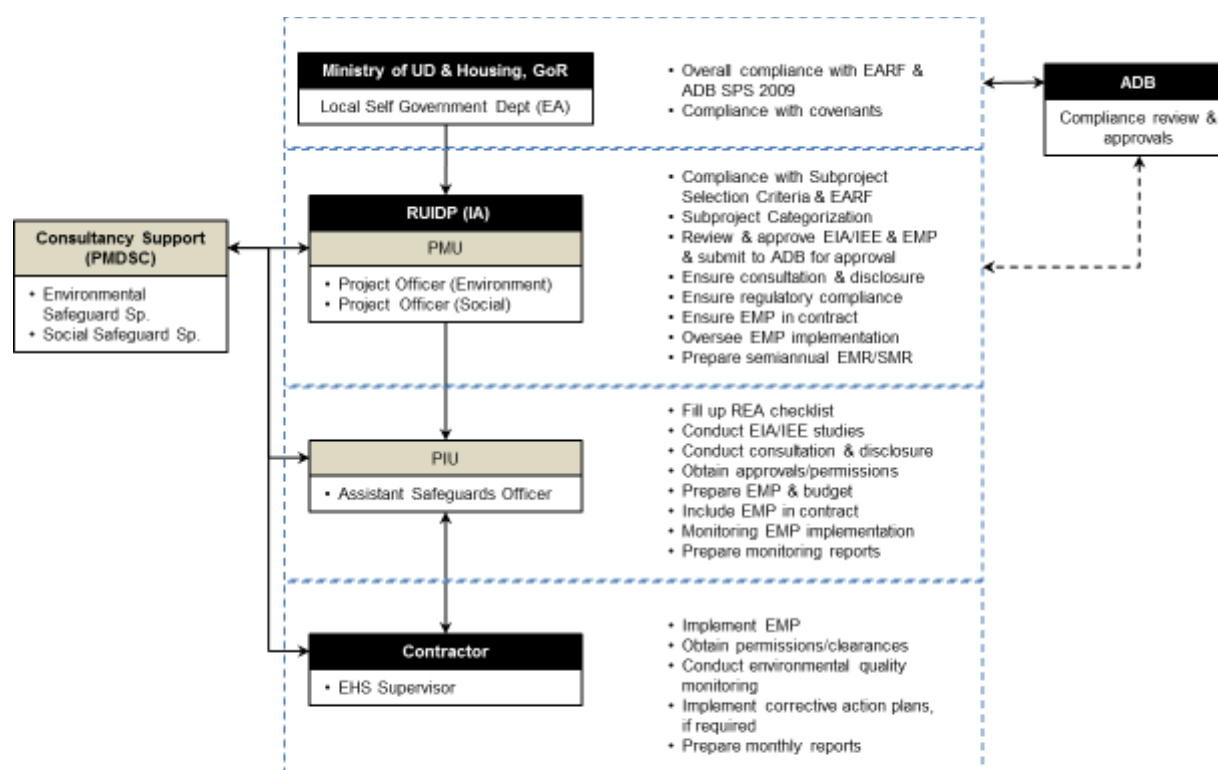 Ministry of UD & Housing, GoR
Local Self Government Dept (EA)
• Overall compliance with EARF &
ADB SPS 2009
• Compliance with covenants
ADB
Compliance review &
approvals
Consultancy Support
(PMDSC)
• Environmental
Safeguard Sp.
• Social Safeguard Sp.
RUIDP (IA)
PMU
• Project Officer (Environment)
• Project Officer (Social)
• Compliance with Subproject
Selection Criteria & EARF
• Subproject Categorization
• Review & approve EIA/IEE & EMP
& submit to ADB for approval
• Ensure consultation & disclosure
• Ensure regulatory compliance
• Ensure EMP in contract
• Oversee EMP implementation
• Prepare semiannual EMR/SMR
PIU
• Assistant Safeguards Officer
• Fill up REA checklist
• Conduct EIA/IEE studies
• Conduct consultation & disclosure
• Obtain approvals/permissions
• Prepare EMP & budget
• Include EMP in contract
• Monitoring EMP implementation
• Prepare monitoring reports
Contractor
• EHS Supervisor
• Implement EMP
• Obtain permissions/clearances
• Conduct environmental quality
monitoring
• Implement corrective action plans,
if required
• Prepare monthly reports